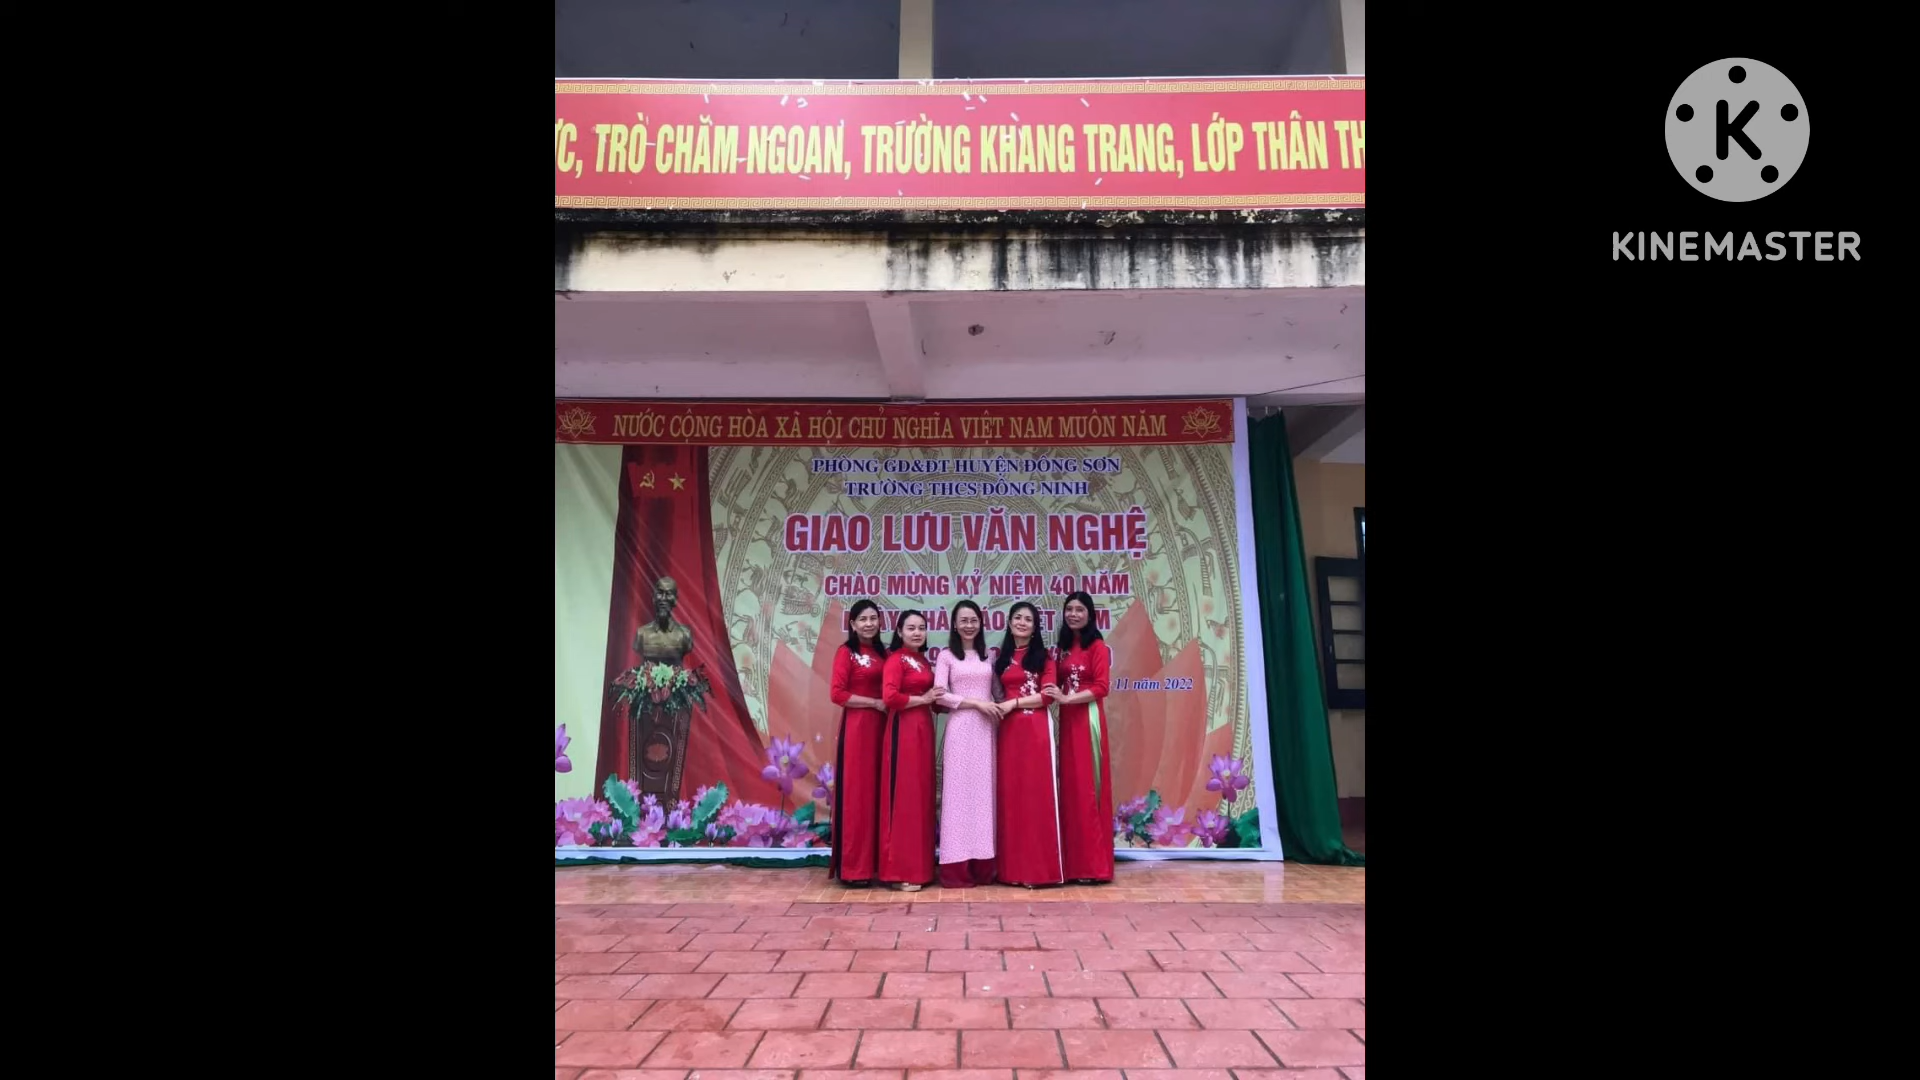 TRÒ CHĂM NGOAN, TRƯỜNG KHANG TRANG, LỚP THÂN
K
KINEMASTER
NƯỚC CỘNG HÒA XÃ HỘI CHỦ NGHĨA VIỆT NAM MUÔN NĂM
PHÒNG GD&ĐT HUYỆN ĐÔNG SƠN
TRƯỜNG THCS ĐÔNG NINH
GIAO LƯU VĂN NGHỆ
CHÀO MỪNG KỶ NIỆM 40 NĂM
11 năm 2022